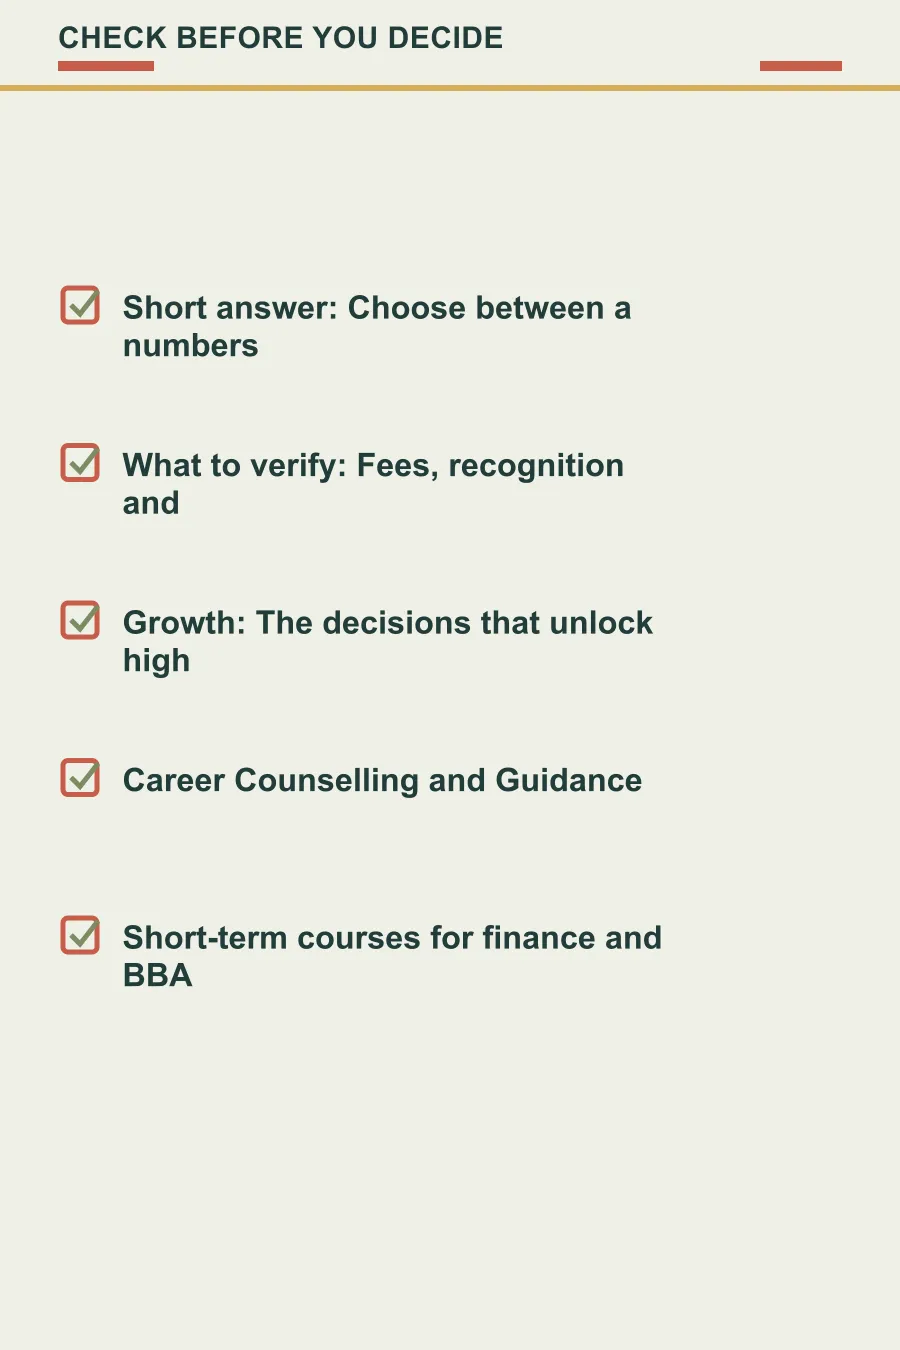 CHECK BEFORE YOU DECIDE
Short answer: Choose between a
numbers
What to verify: Fees, recognition
and
Growth: The decisions that unlock
high
Career Counselling and Guidance
Short-term courses for finance and
BBA